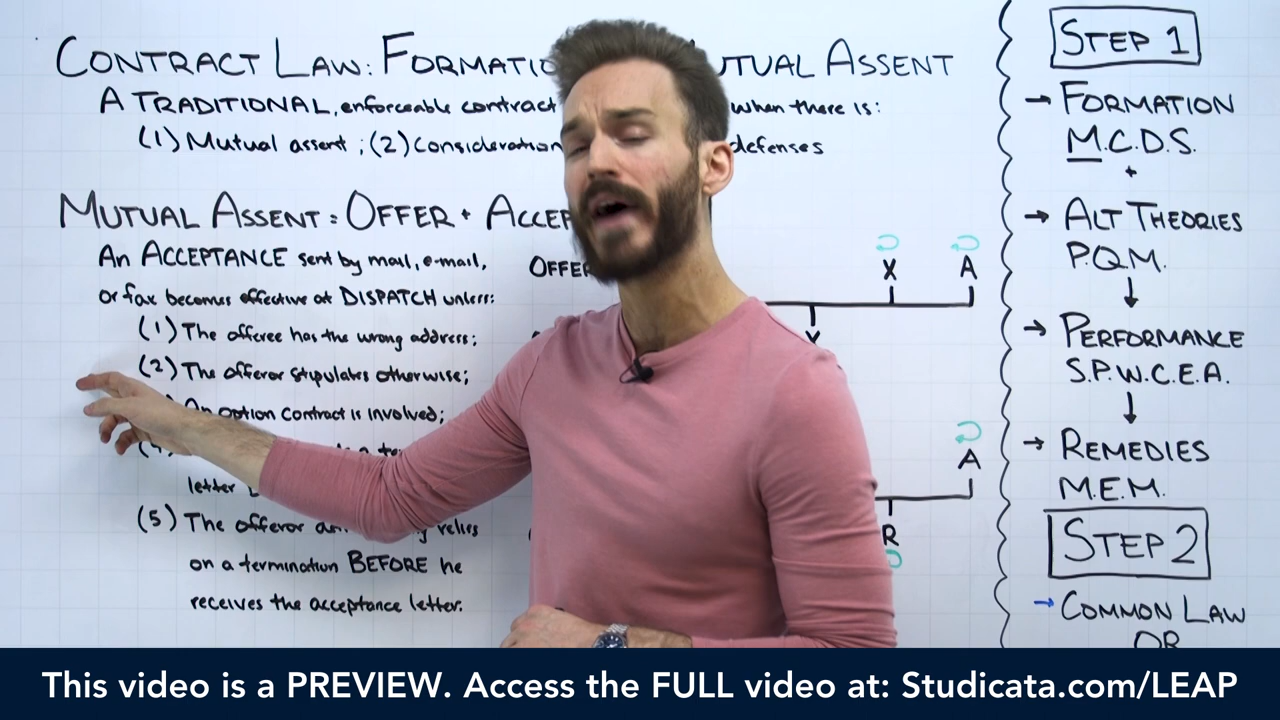 CONTRACT LAW: FORMATIO UTUAL ASSENT
A TRADITIONAL, enforceable contract when there is:
(1) Mutual assent; (2) Consideration defenses
MUTUAL ASSENT = OFFER + ACCEP
An ACCEPTANCE sent by mail, e-mail,
or fax becomes effective at DISPATCH unless:
(1) The offeree has the wrong address;
(2) The offeror stipulates otherwise;
An option contract is involved;
(4)
letter
(5) The offeror relies
on a termination BEFORE he
receives the acceptance letter.
OFFER
X A
A
R
STEP 1
→ FORMATION
M.C.D.S.
+
→ ALT THEORIES
P.Q.M.
→ PERFORMANCE
S.P.W.C.E.A.
→ REMEDIES
M.E.M.
STEP 2
→ COMMON LAW
OR
This video is a PREVIEW. Access the FULL video at: Studicata.com/LEAP